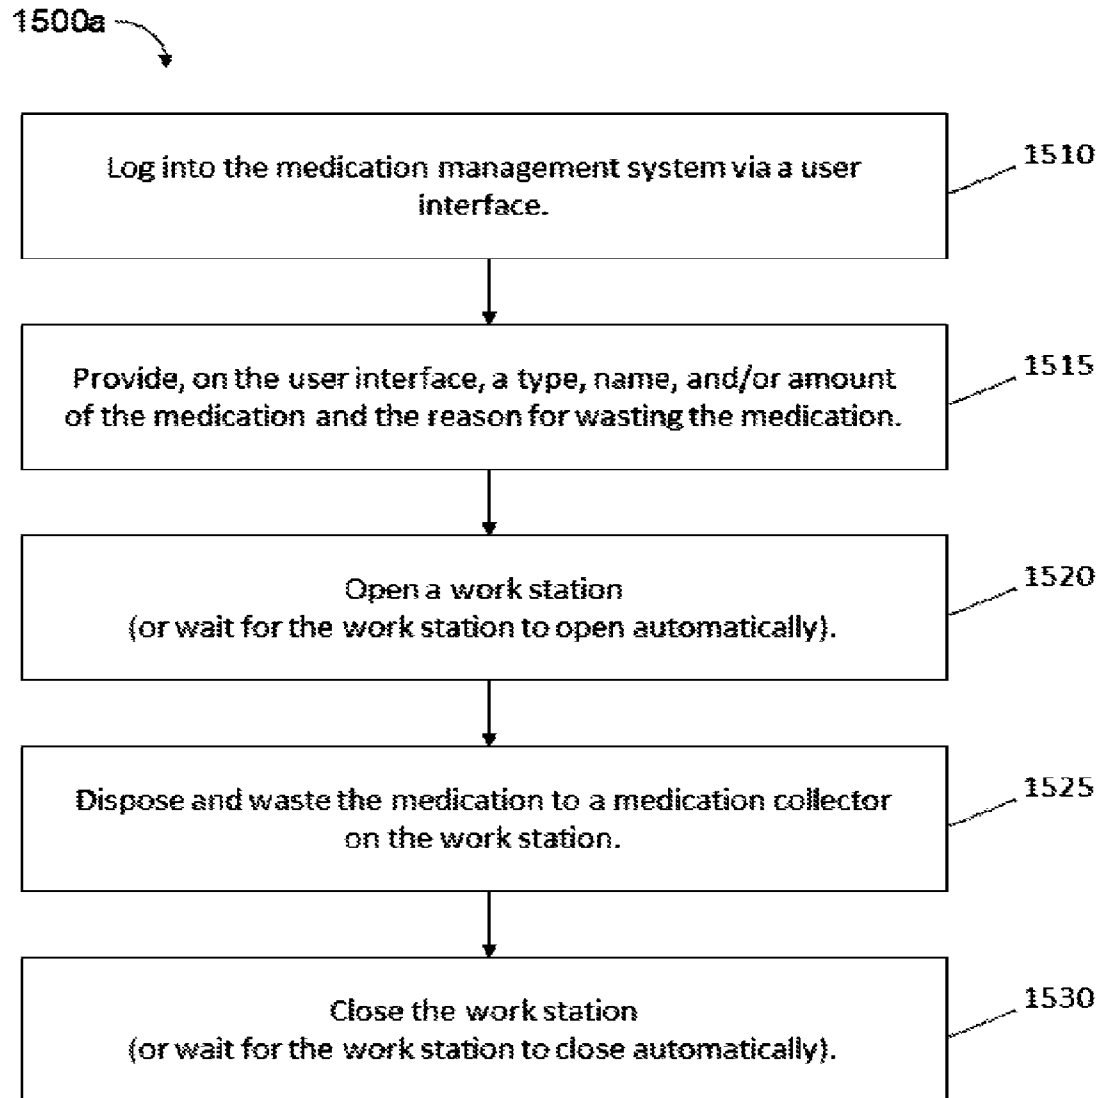 1500a
Log into the medication management system via a user
interface.
1510
Provide, on the user interface, a type, name, and/or amount
of the medication and the reason for wasting the medication.
1515
Open a work station
(or wait for the work station to open automatically).
1520
Dispose and waste the medication to a medication collector
on the work station.
1525
Close the work station
(or wait for the work station to close automatically).
1530